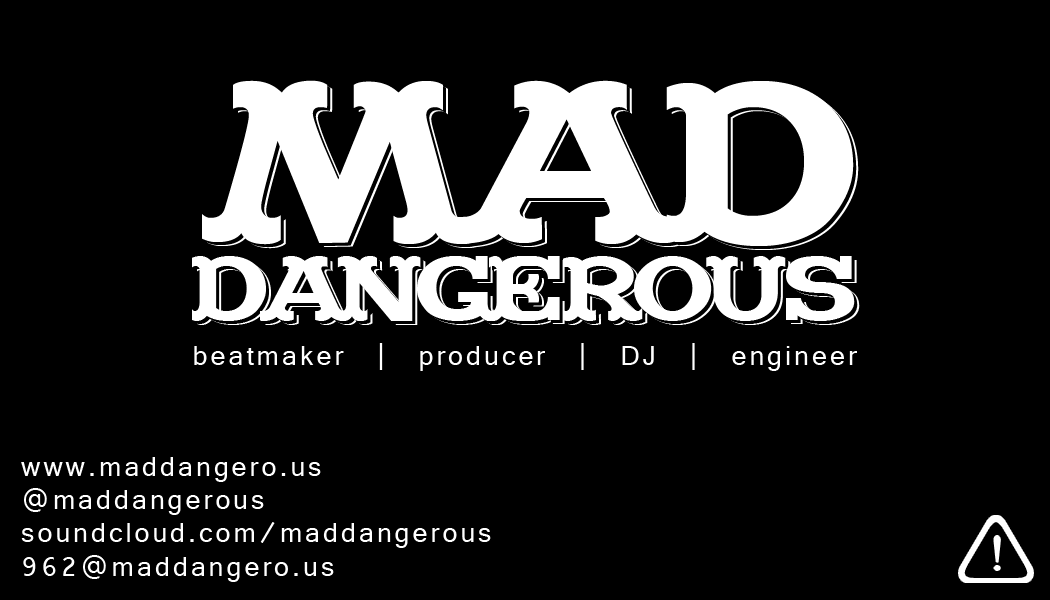 MAD
DANGEROUS
beatmaker | producer | DJ | engineer
www.maddangero.us
@maddangerous
soundcloud.com/maddangerous
962@maddangero.us
!